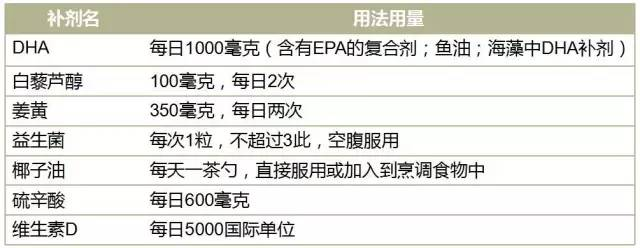 补剂名 用法用量
DHA 每日1000毫克（含有EPA的复合剂；鱼油；海藻中DHA补剂）
白藜芦醇 100毫克，每日2次
姜黄 350毫克，每日两次
益生菌 每次1粒，不超过3此，空腹服用
椰子油 每天一茶勺，直接服用或加入到烹调食物中
硫辛酸 每日600毫克
维生素D 每日5000国际单位